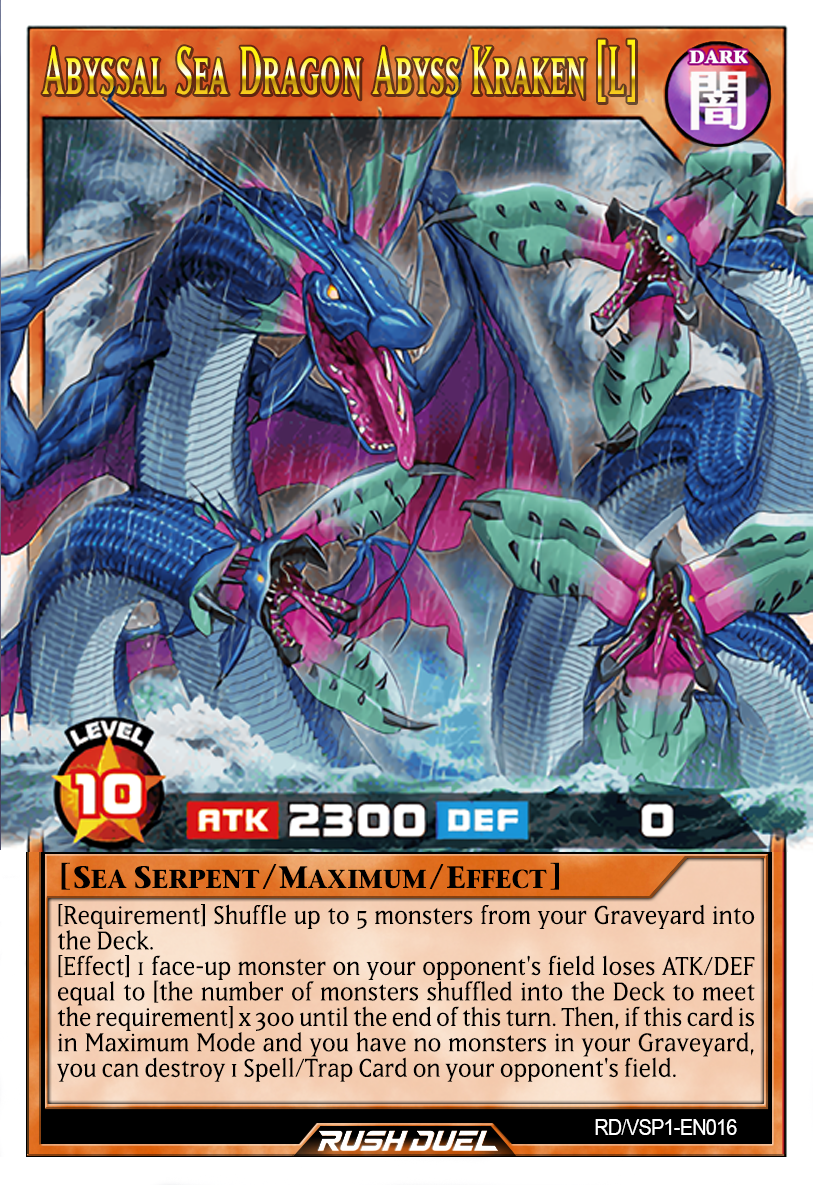 Abyssal Sea Dragon Abyss Kraken [L]
DARK
闇
LEVEL
10
ATK 2300 DEF 0
[Sea Serpent/Maximum/Effect]
[Requirement] Shuffle up to 5 monsters from your Graveyard into
the Deck.
[Effect] 1 face-up monster on your opponent's field loses ATK/DEF
equal to [the number of monsters shuffled into the Deck to meet
the requirement] x 300 until the end of this turn. Then, if this card is
in Maximum Mode and you have no monsters in your Graveyard,
you can destroy 1 Spell/Trap Card on your opponent's field.
RUSH DUEL
RD/VSP1-EN016